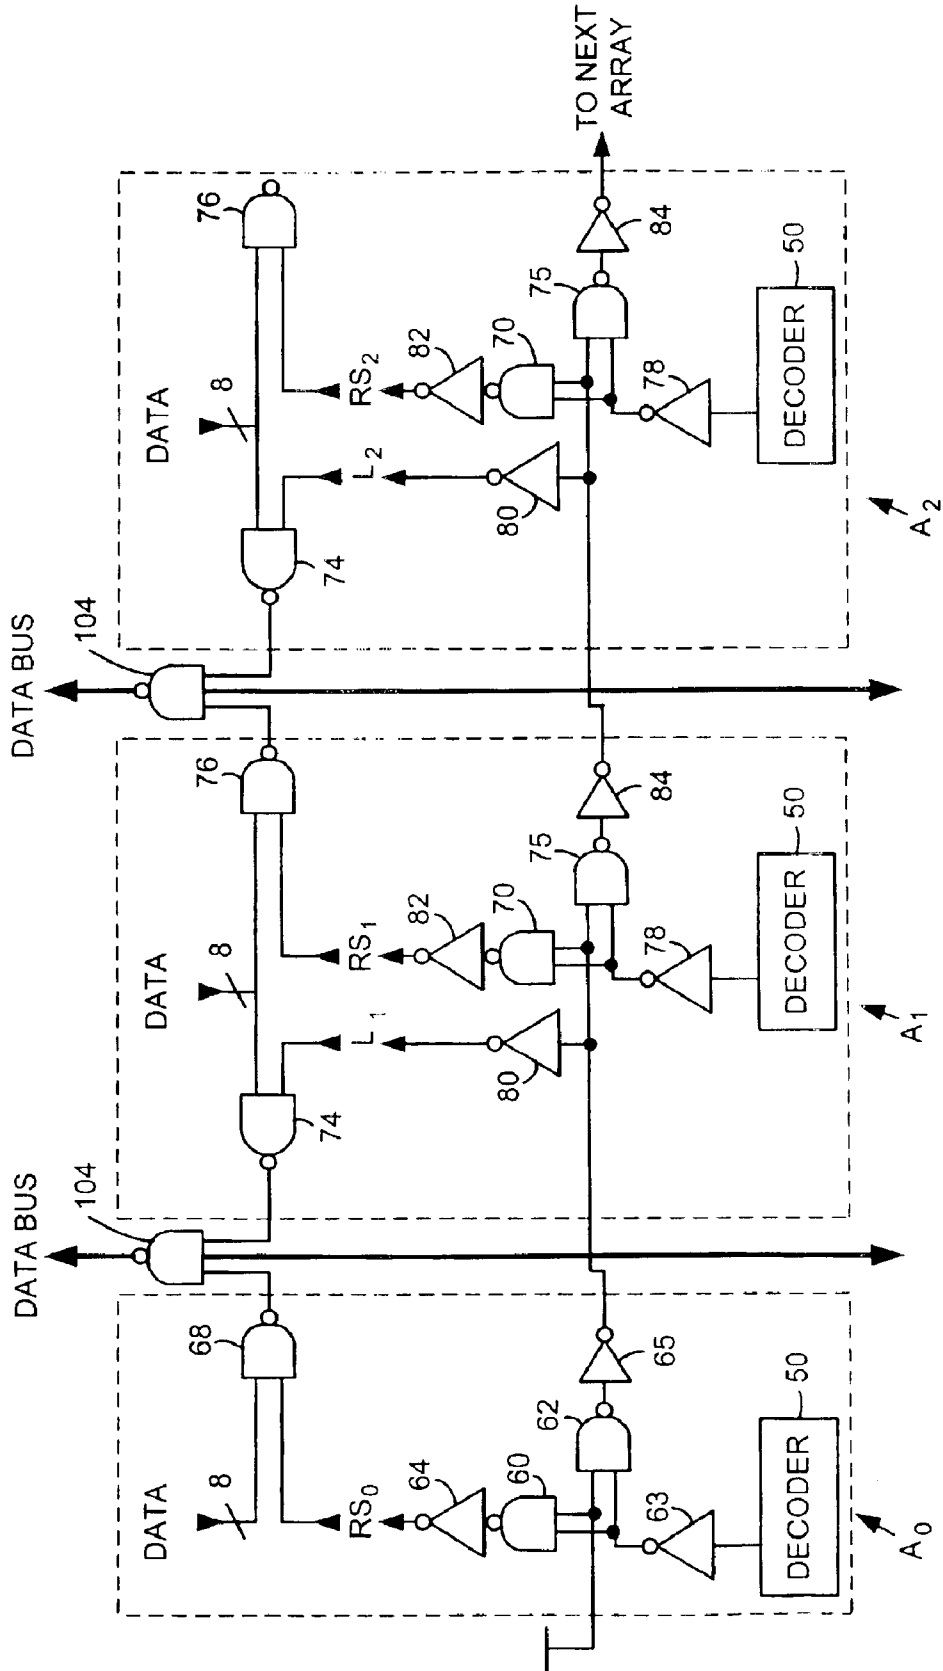 DATA BUS
104
DATA BUS
104
DATA
8
68
RS0
64
60
62
65
63
DECODER
50
A0
DATA
8
74
76
L1
RS1
82
70
80
75
84
78
DECODER
50
A1
DATA
8
74
76
L2
RS2
82
70
80
75
84
78
DECODER
50
A2
TO NEXT
ARRAY